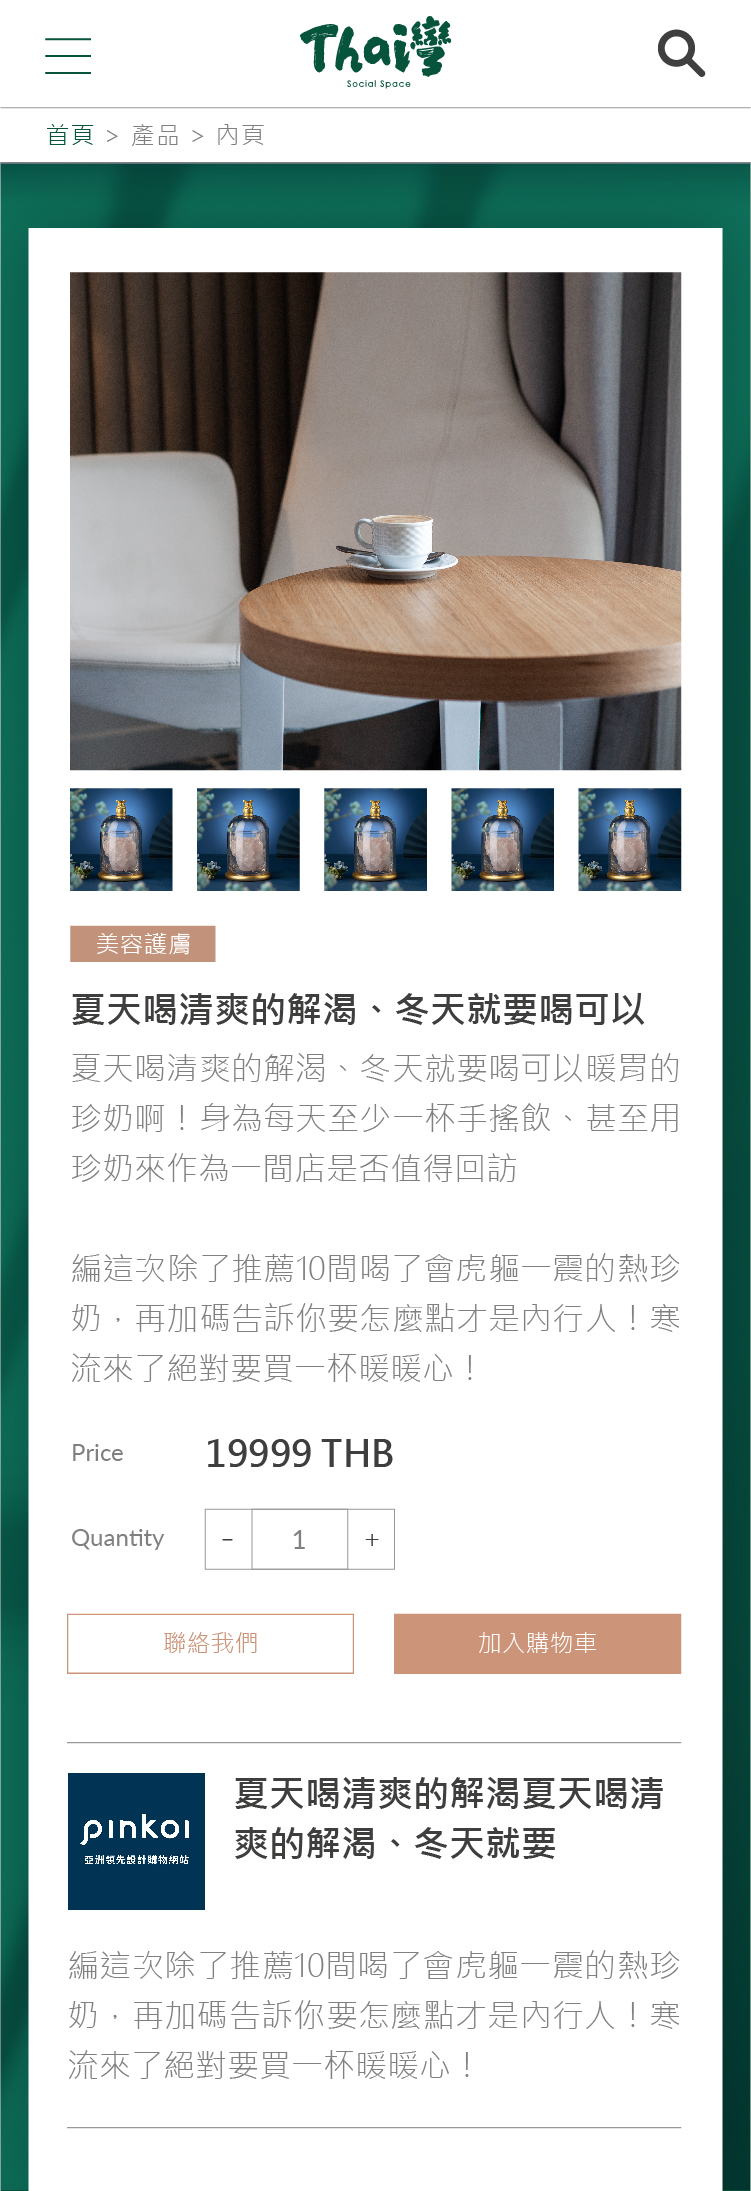 Thai灣
Social Space
首頁 > 產品 > 內頁
美容護膚
夏天喝清爽的解渴、冬天就要喝可以
夏天喝清爽的解渴、冬天就要喝可以暖胃的
珍奶啊！身為每天至少一杯手搖飲、甚至用
珍奶來作為一間店是否值得回訪
編這次除了推薦10間喝了會虎軀一震的熱珍
奶，再加碼告訴你要怎麼點才是內行人！寒
流來了絕對要買一杯暖暖心！
Price 19999 THB
Quantity - 1 +
聯絡我們 加入購物車
pinkoi
亞洲領先設計購物網站
夏天喝清爽的解渴夏天喝清
爽的解渴、冬天就要
編這次除了推薦10間喝了會虎軀一震的熱珍
奶，再加碼告訴你要怎麼點才是內行人！寒
流來了絕對要買一杯暖暖心！